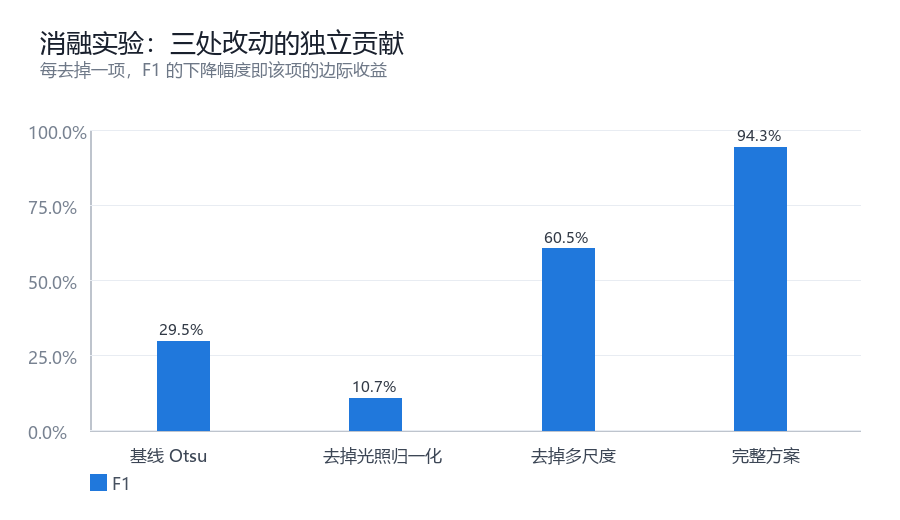 消融实验：三处改动的独立贡献
每去掉一项，F1 的下降幅度即该项的边际收益
100.0%
75.0%
50.0%
25.0%
0.0%
29.5%
10.7%
60.5%
94.3%
基线 Otsu
去掉光照归一化
去掉多尺度
完整方案
F1